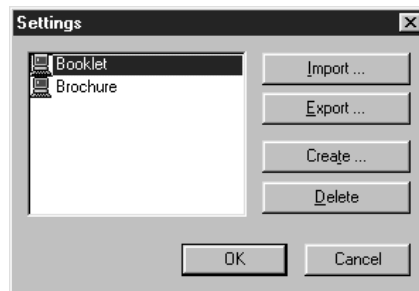 Settings
Booklet
Brochure
Import ...
Export ...
Create ...
Delete
OK
Cancel